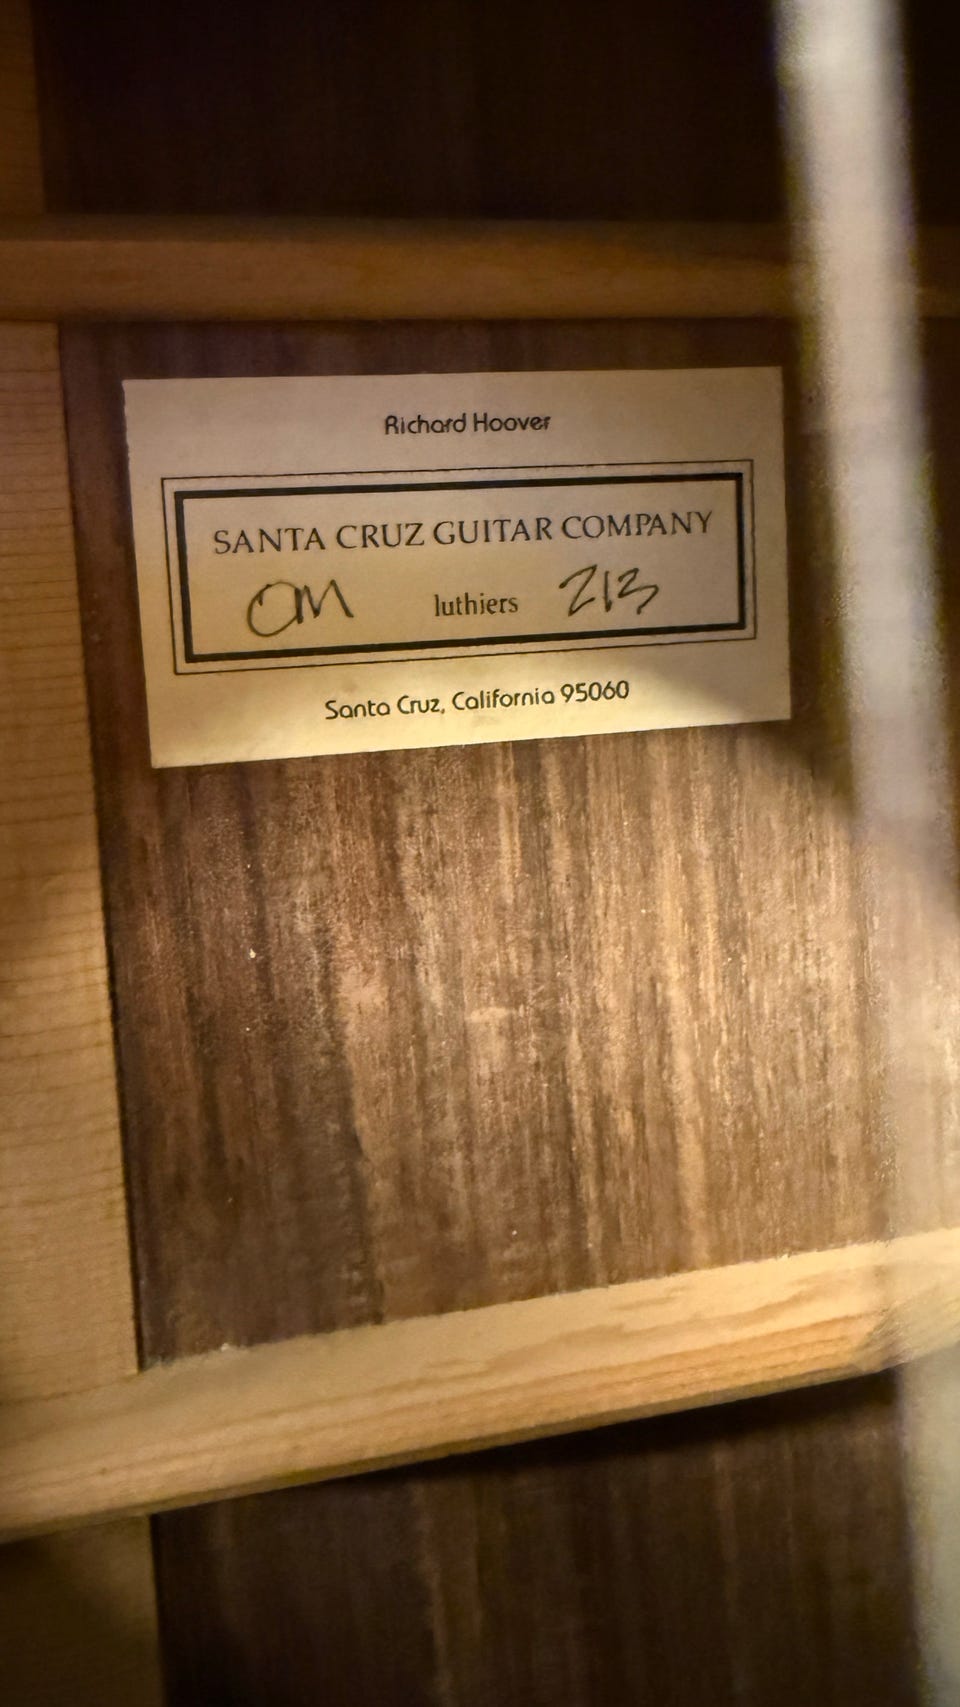 Richard Hoover
SANTA CRUZ GUITAR COMPANY
OM luthiers 213
Santa Cruz, California 95060